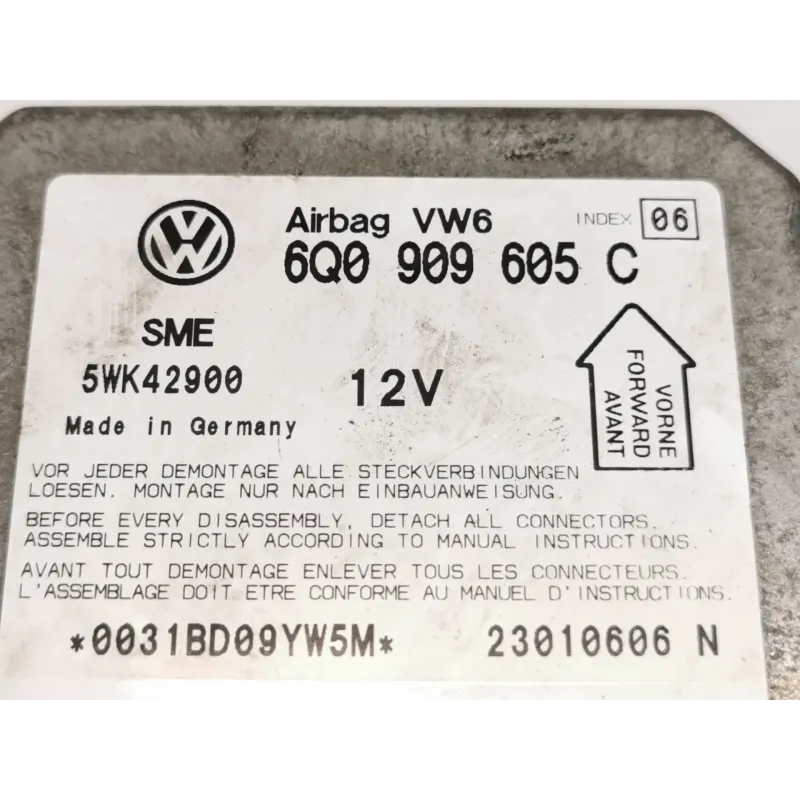 Airbag VW6 INDEX 06
6Q0 909 605 C
SME
5WK42900 12V
Made in Germany
VORNE
FORWARD
AVANT
VOR JEDER DEMONTAGE ALLE STECKVERBINDUNGEN
LOESEN. MONTAGE NUR NACH EINBAUANWEISUNG.
BEFORE EVERY DISASSEMBLY, DETACH ALL CONNECTORS.
ASSEMBLE STRICTLY ACCORDING TO MANUAL INSTRUCTIONS.
AVANT TOUT DEMONTAGE ENLEVER TOUS LES CONNECTEURS.
L'ASSEMBLAGE DOIT ETRE CONFORME AU MANUEL D'INSTRUCTIONS.
*0031BD09YW5M* 23010606 N